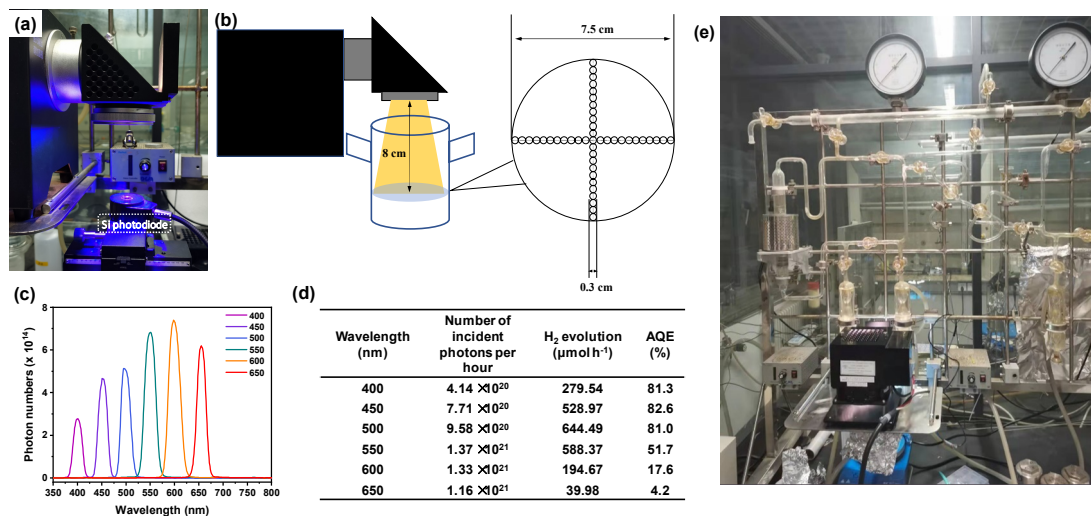 (a)
Si photodiode
(b)
8 cm
7.5 cm
0.3 cm
(c)
Photon numbers (x 10¹⁴)
8
6
4
2
0
400
450
500
550
600
650
350 400 450 500 550 600 650 700 750 800
Wavelength (nm)
(d)
Wavelength (nm) Number of incident photons per hour H₂ evolution (μmol h⁻¹) AQE (%)
400 4.14 ×10²⁰ 279.54 81.3
450 7.71 ×10²⁰ 528.97 82.6
500 9.58 ×10²⁰ 644.49 81.0
550 1.37 ×10²¹ 588.37 51.7
600 1.33 ×10²¹ 194.67 17.6
650 1.16 ×10²¹ 39.98 4.2
(e)